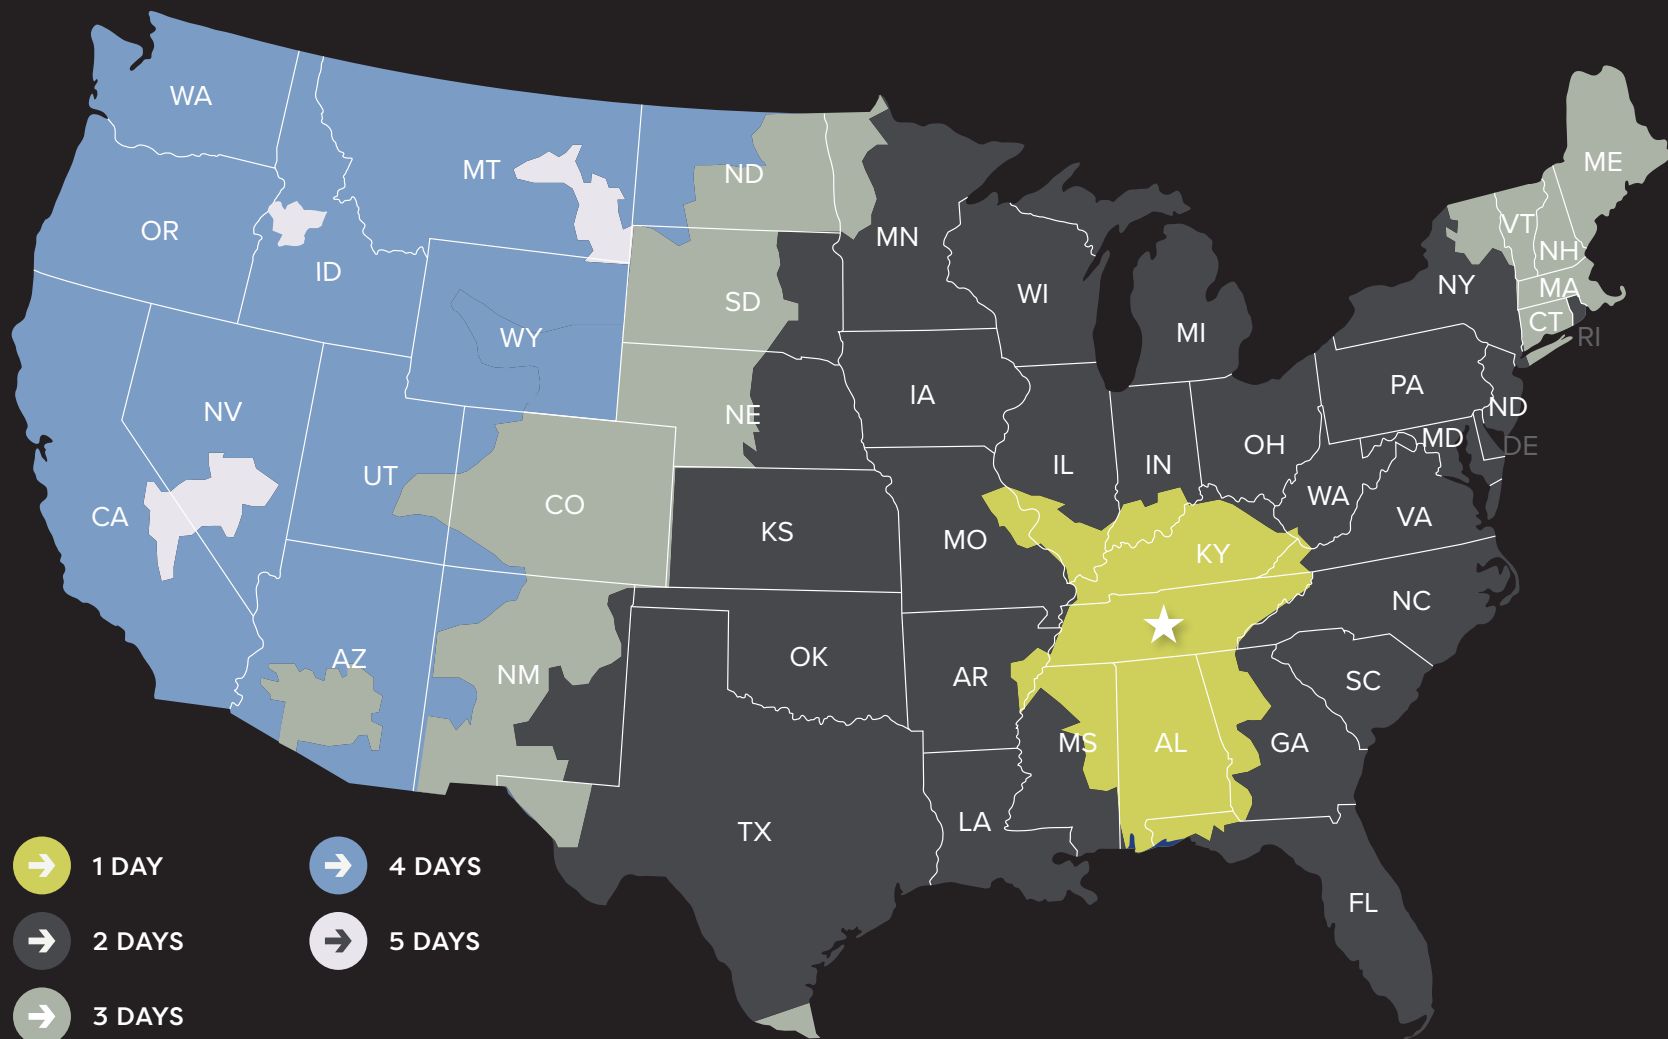 WA
ME
MT
ND
VT
OR
MN
NH
ID
NY
MA
WI
SD
CT
MI
RI
WY
PA
IA
NV
NE
ND
MD
OH
DE
IL
IN
UT
WA
CO
CA
VA
KS
MO
KY
NC
AZ
OK
NM
AR
SC
MS
AL
GA
LA
TX
FL
1 DAY
4 DAYS
2 DAYS
5 DAYS
3 DAYS